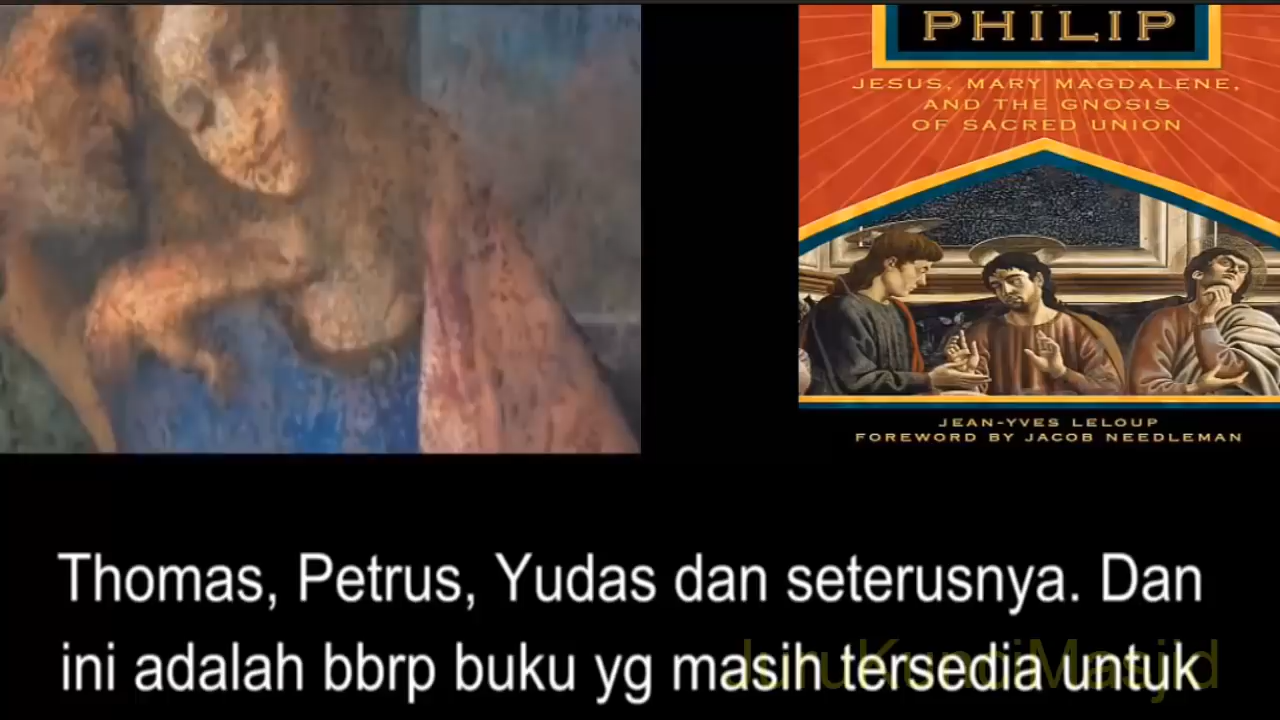 PHILIP
JESUS, MARY MAGDALENE,
AND THE GNOSIS
OF SACRED UNION
JEAN-YVES LELOUP
FOREWORD BY JACOB NEEDLEMAN
Thomas, Petrus, Yudas dan seterusnya. Dan
ini adalah bbrp buku yg masih tersedia untuk
JuruKunciMasjid